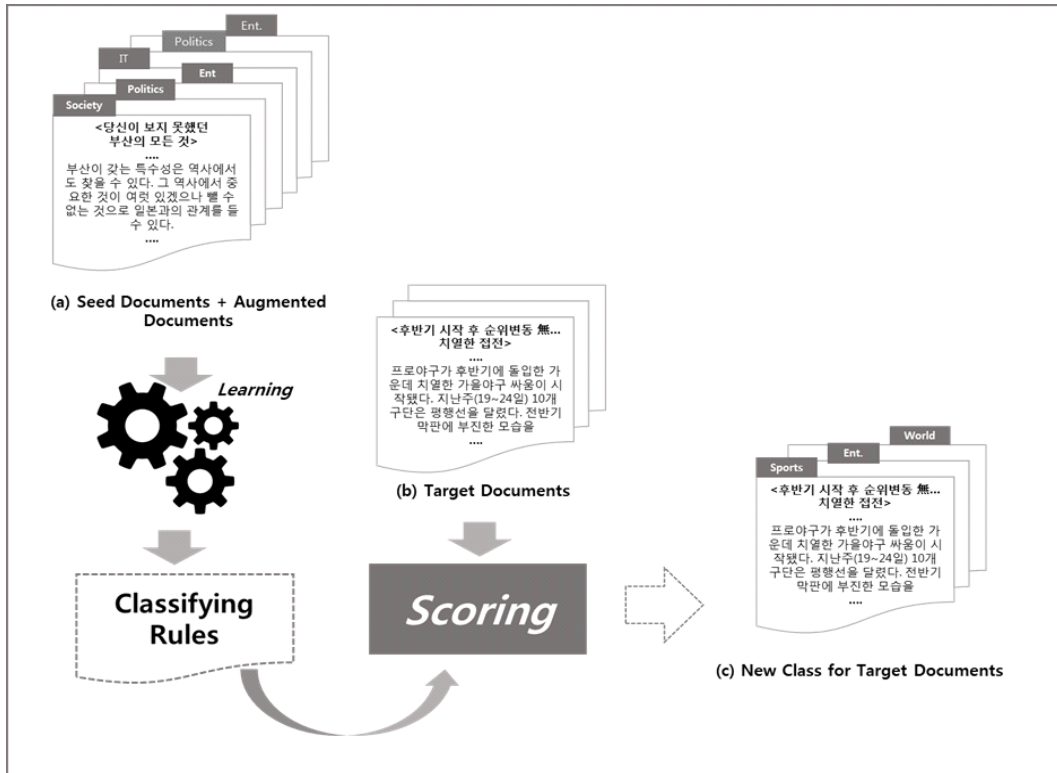 Ent.
Politics
IT
Ent
Politics
Society
<당신이 보지 못했던
부산의 모든 것>
....
부산이 갖는 특수성은 역사에서
도 찾을 수 있다. 그 역사에서 중
요한 것이 여럿 있겠으나 뺄 수
없는 것으로 일본과의 관계를 들
수 있다.
....
(a) Seed Documents + Augmented
Documents
Learning
Classifying
Rules
<후반기 시작 후 순위변동 無...
치열한 접전>
....
프로야구가 후반기에 돌입한 가
운데 치열한 가을야구 싸움이 시
작됐다. 지난주(19~24일) 10개
구단은 평행선을 달렸다. 전반기
막판에 부진한 모습을
....
(b) Target Documents
Scoring
World
Ent.
Sports
<후반기 시작 후 순위변동 無...
치열한 접전>
....
프로야구가 후반기에 돌입한 가
운데 치열한 가을야구 싸움이 시
작됐다. 지난주(19~24일) 10개
구단은 평행선을 달렸다. 전반기
막판에 부진한 모습을
....
(c) New Class for Target Documents